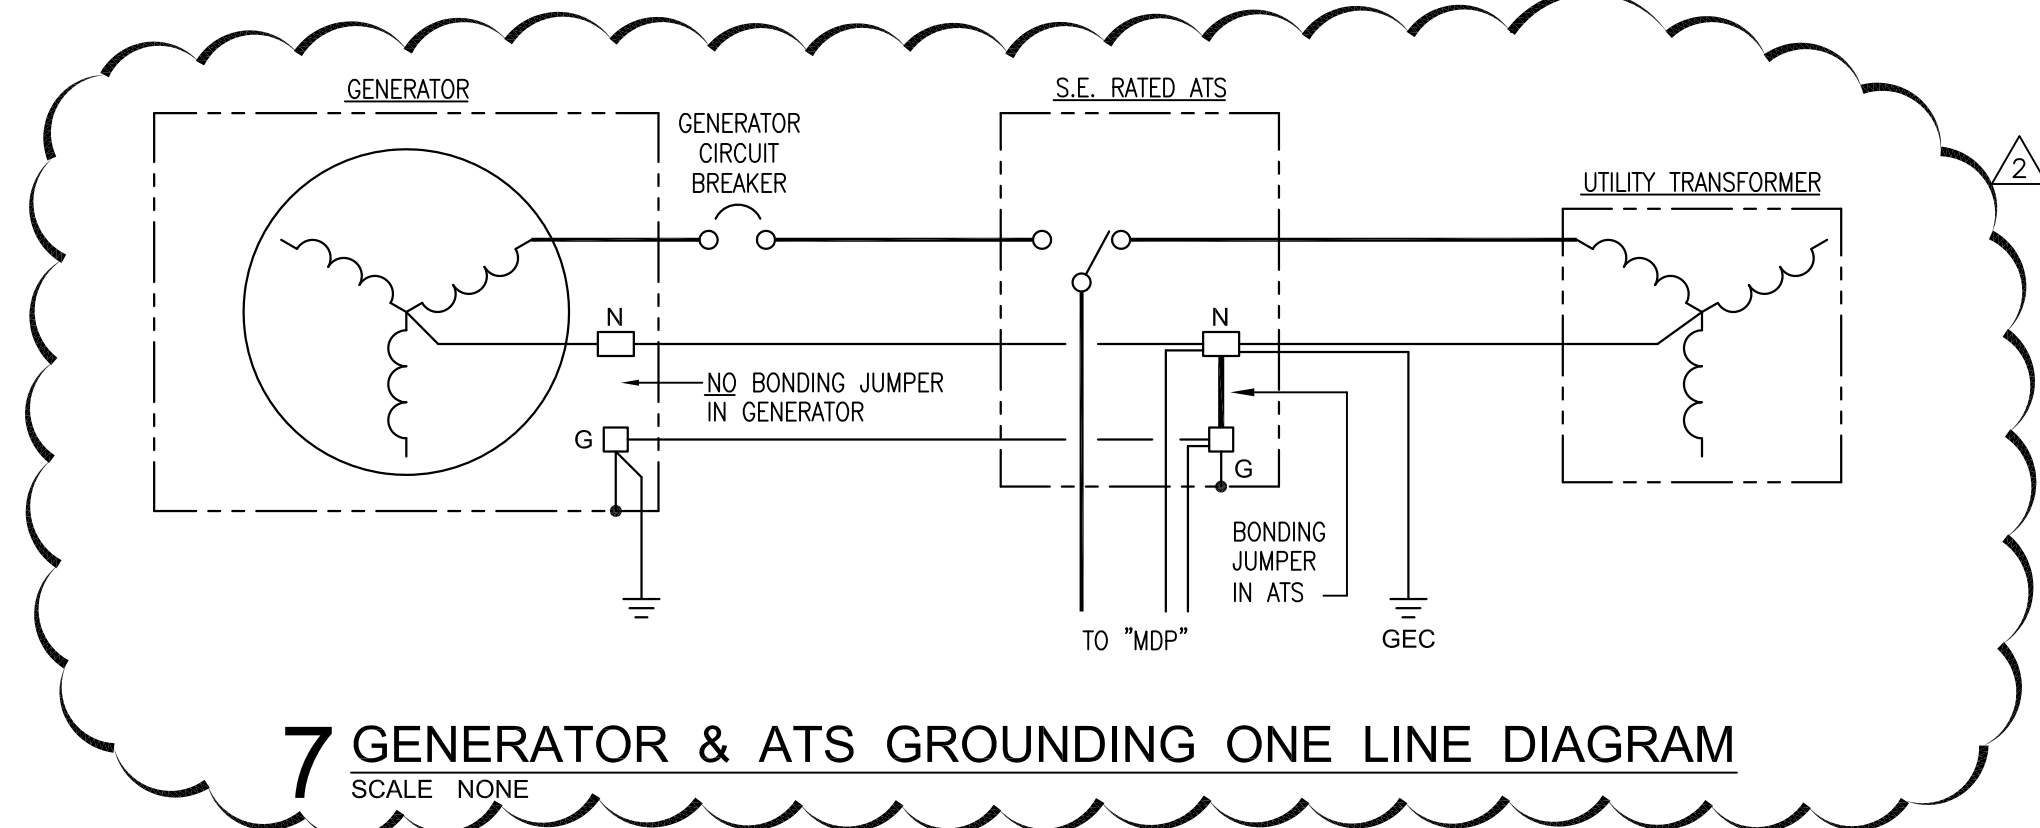 GENERATOR
S.E. RATED ATS
GENERATOR
CIRCUIT
BREAKER
2
UTILITY TRANSFORMER
N
N
NO BONDING JUMPER
IN GENERATOR
G
G
BONDING
JUMPER
IN ATS
TO "MDP"
GEC
7 GENERATOR & ATS GROUNDING ONE LINE DIAGRAM
SCALE NONE